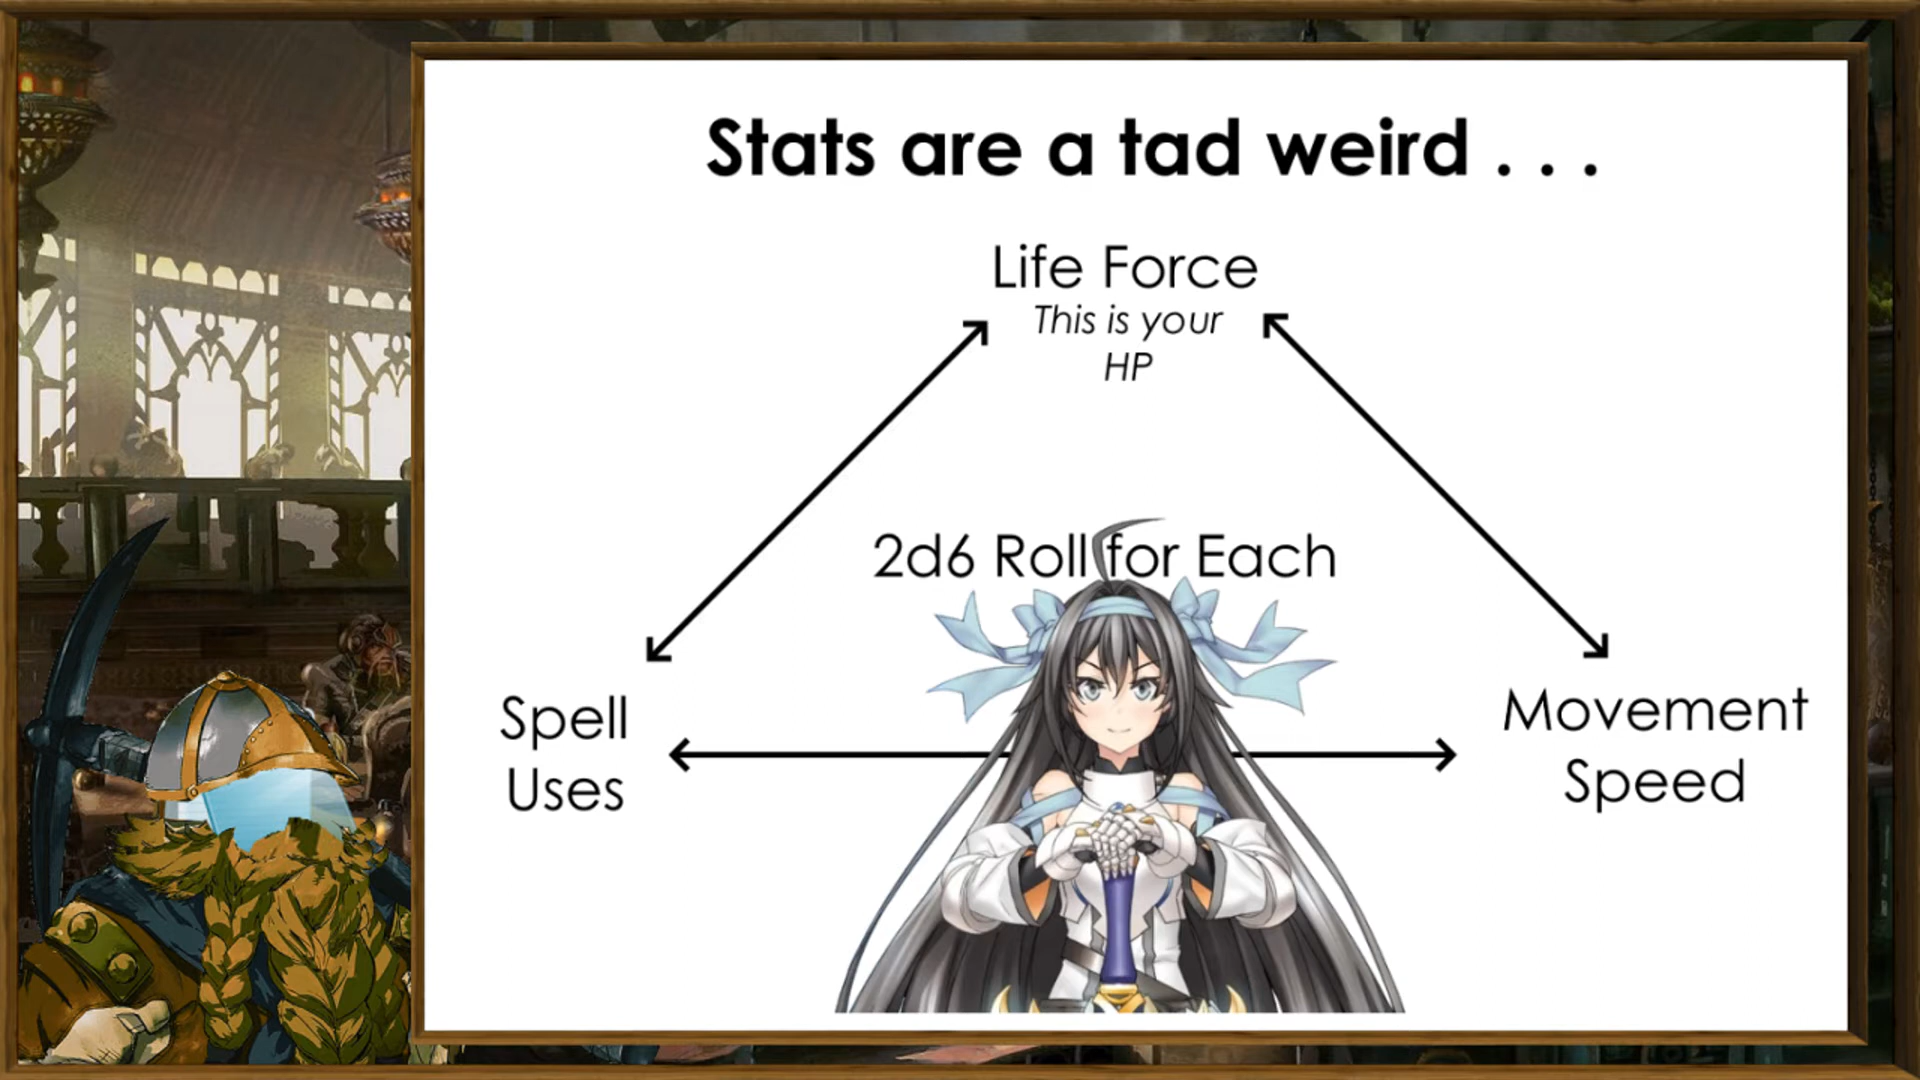 Stats are a tad weird . . .
Life Force
This is your
HP
2d6 Roll for Each
Spell
Uses
Movement
Speed